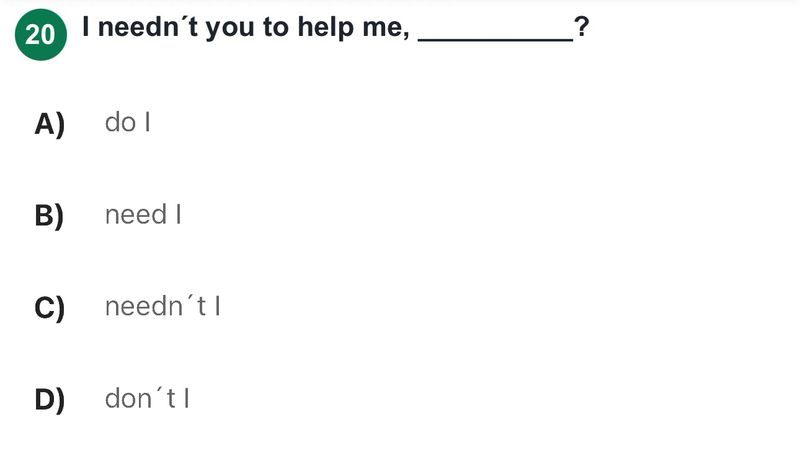 20 I needn´t you to help me, __________?
A) do I
B) need I
C) needn´t I
D) don´t I